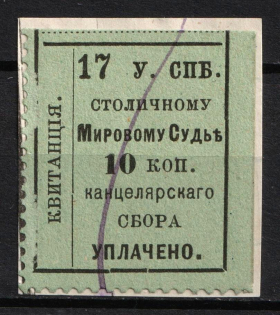 КВИТАНЦІЯ.
17 У. СПБ.
СТОЛИЧНОМУ
Мировому Судьѣ
10 коп.
канцелярскаго
СБОРА
УПЛАЧЕНО.